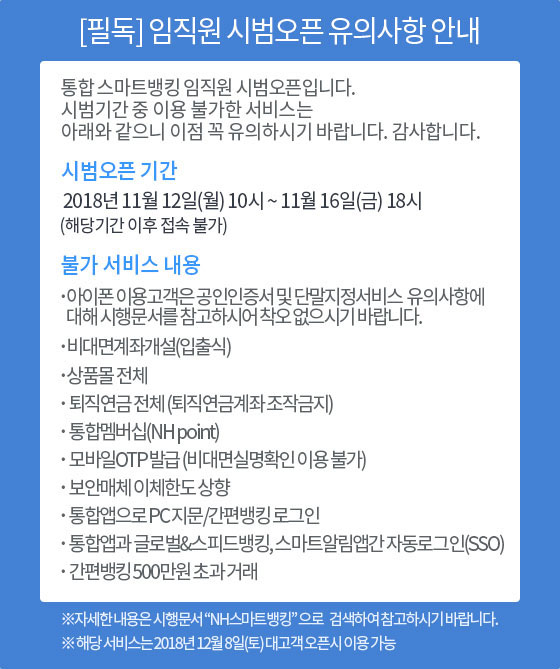 [필독] 임직원 시범오픈 유의사항 안내
통합 스마트뱅킹 임직원 시범오픈입니다.
시범기간 중 이용 불가한 서비스는
아래와 같으니 이점 꼭 유의하시기 바랍니다. 감사합니다.
시범오픈 기간
2018년 11월 12일(월) 10시 ~ 11월 16일(금) 18시
(해당기간 이후 접속 불가)
불가 서비스 내용
·아이폰 이용고객은 공인인증서 및 단말지정서비스 유의사항에
대해 시행문서를 참고하시어 착오 없으시기 바랍니다.
·비대면계좌개설(입출식)
·상품몰 전체
· 퇴직연금 전체 (퇴직연금계좌 조작금지)
· 통합멤버십(NH point)
· 모바일OTP 발급 (비대면실명확인 이용 불가)
· 보안매체 이체한도 상향
· 통합앱으로 PC 지문/간편뱅킹 로그인
· 통합앱과 글로벌&스피드뱅킹, 스마트알림앱간 자동로그인(SSO)
· 간편뱅킹 500만원 초과 거래
※자세한 내용은 시행문서 “NH스마트뱅킹” 으로 검색하여 참고하시기 바랍니다.
※ 해당 서비스는 2018년 12월 8일(토) 대고객 오픈시 이용 가능